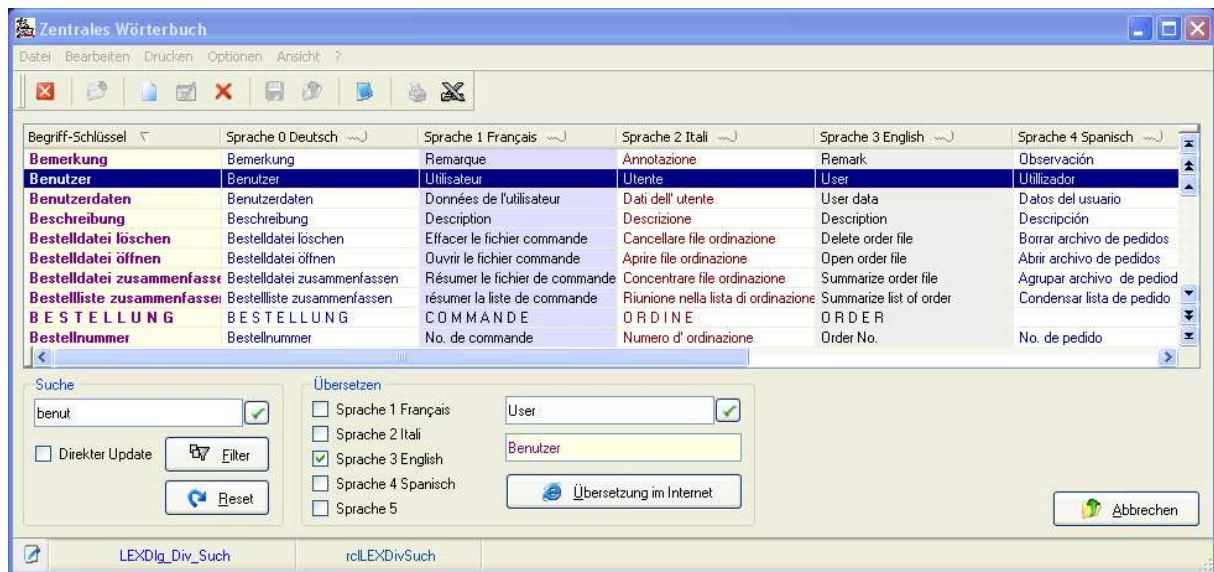 Zentrales Wörterbuch
Datei Bearbeiten Drucken Optionen Ansicht ?
Begriff-Schlüssel Sprache 0 Deutsch Sprache 1 Français Sprache 2 Itali Sprache 3 English Sprache 4 Spanisch
Bemerkung Bemerkung Remarque Annotazione Remark Observación
Benutzer Benutzer Utilisateur Utente User Utillizador
Benutzerdaten Benutzerdaten Données de l'utilisateur Dati dell' utente User data Datos del usuario
Beschreibung Beschreibung Description Descrizione Description Descripción
Bestelldatei löschen Bestelldatei löschen Effacer le fichier commande Cancellare file ordinazione Delete order file Borrar archivo de pedidos
Bestelldatei öffnen Bestelldatei öffnen Ouvrir le fichier commande Aprire file ordinazione Open order file Abrir archivo de pedidos
Bestelldatei zusammenfasse Bestelldatei zusammenfassen Résumer le fichier de commande Concentrare file ordinazione Summarize order file Agrupar archivo de pediod
Bestellliste zusammenfasse Bestellliste zusammenfassen résumer la liste de commande Riunione nella lista di ordinazione Summarize list of order Condensar lista de pedido
B E S T E L L U N G B E S T E L L U N G C O M M A N D E O R D I N E O R D E R
Bestellnummer Bestellnummer No. de commande Numero d' ordinazione Order No. No. de pedido
Suche
benut
Direkter Update Filter
Reset
Übersetzen
Sprache 1 Français
Sprache 2 Itali
Sprache 3 English
Sprache 4 Spanisch
Sprache 5
User
Benutzer
Übersetzung im Internet
Abbrechen
LEXDlg_Div_Such rclLEXDivSuch